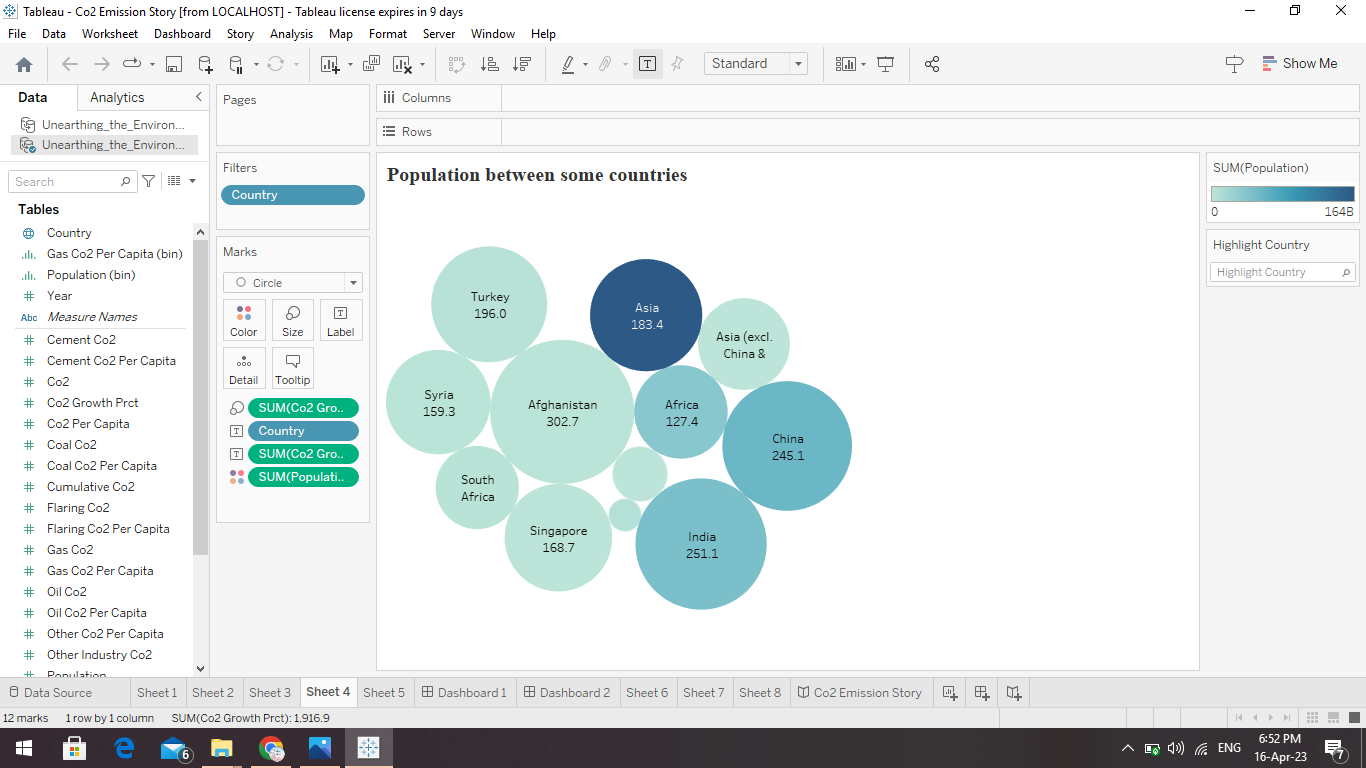 Tableau - Co2 Emission Story [from LOCALHOST] - Tableau license expires in 9 days
File Data Worksheet Dashboard Story Analysis Map Format Server Window Help
Standard
Show Me
Data Analytics
Unearthing_the_Environ...
Unearthing_the_Environ...
Search
Tables
Country
Gas Co2 Per Capita (bin)
Population (bin)
Year
Abc Measure Names
Cement Co2
Cement Co2 Per Capita
Co2
Co2 Growth Prct
Co2 Per Capita
Coal Co2
Coal Co2 Per Capita
Cumulative Co2
Flaring Co2
Flaring Co2 Per Capita
Gas Co2
Gas Co2 Per Capita
Oil Co2
Oil Co2 Per Capita
Other Co2 Per Capita
Other Industry Co2
Population
Pages
Filters
Country
Marks
Circle
Color Size Label
Detail Tooltip
SUM(Co2 Gro..
Country
SUM(Co2 Gro..
SUM(Populati..
Columns
Rows
Population between some countries
Turkey
196.0
Asia
183.4
Asia (excl.
China &
Syria
159.3
Afghanistan
302.7
Africa
127.4
China
245.1
South
Africa
Singapore
168.7
India
251.1
SUM(Population)
0 164B
Highlight Country
Highlight Country
Data Source Sheet 1 Sheet 2 Sheet 3 Sheet 4 Sheet 5 Dashboard 1 Dashboard 2 Sheet 6 Sheet 7 Sheet 8 Co2 Emission Story
12 marks 1 row by 1 column SUM(Co2 Growth Prct): 1,916.9
6
ENG
6:52 PM
16-Apr-23
7